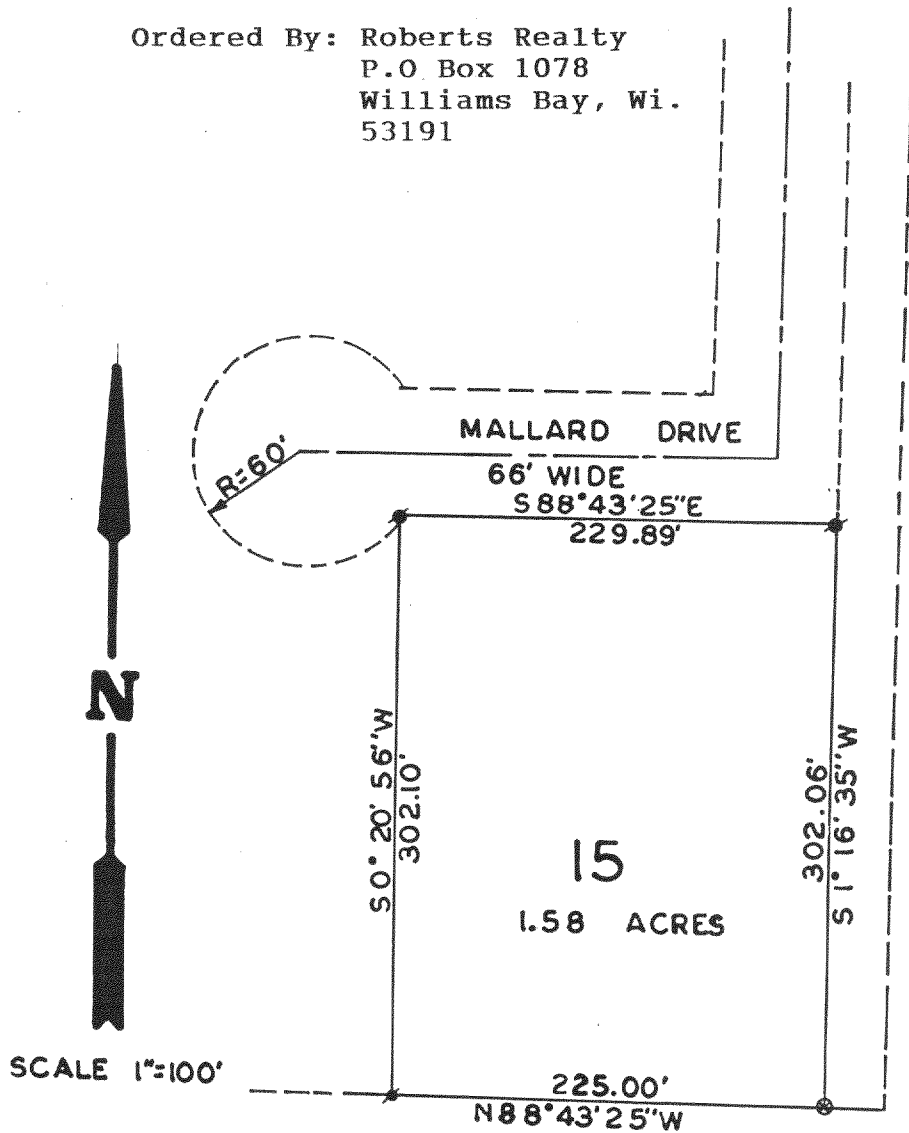 Ordered By: Roberts Realty
P.O Box 1078
Williams Bay, Wi.
53191
R=60'
MALLARD DRIVE
66' WIDE
S88°43'25"E
229.89'
N
S0° 20' 56"W
302.10'
302.06'
S 1° 16' 35"W
15
1.58 ACRES
SCALE 1"=100'
225.00'
N88°43'25"W